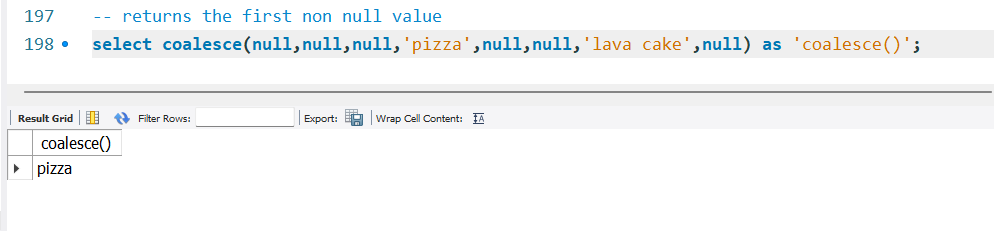 197 -- returns the first non null value
198 select coalesce(null,null,null,'pizza',null,null,'lava cake',null) as 'coalesce()';
Result Grid Filter Rows: Export: Wrap Cell Content: IA
coalesce()
pizza